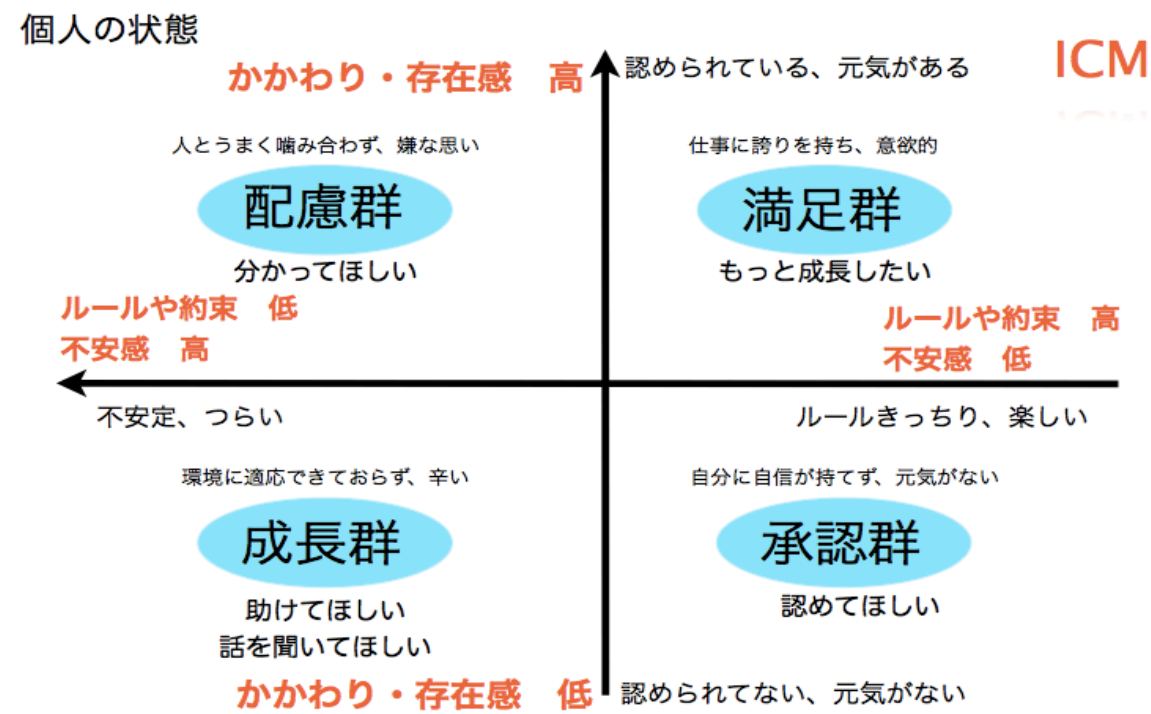 個人の状態
ICM
かかわり・存在感 高
認められている、元気がある
人とうまく噛み合わず、嫌な思い
配慮群
分かってほしい
仕事に誇りを持ち、意欲的
満足群
もっと成長したい
ルールや約束 低
不安感 高
ルールや約束 高
不安感 低
不安定、つらい
ルールきっちり、楽しい
環境に適応できておらず、辛い
成長群
助けてほしい
話を聞いてほしい
自分に自信が持てず、元気がない
承認群
認めてほしい
かかわり・存在感 低
認められてない、元気がない